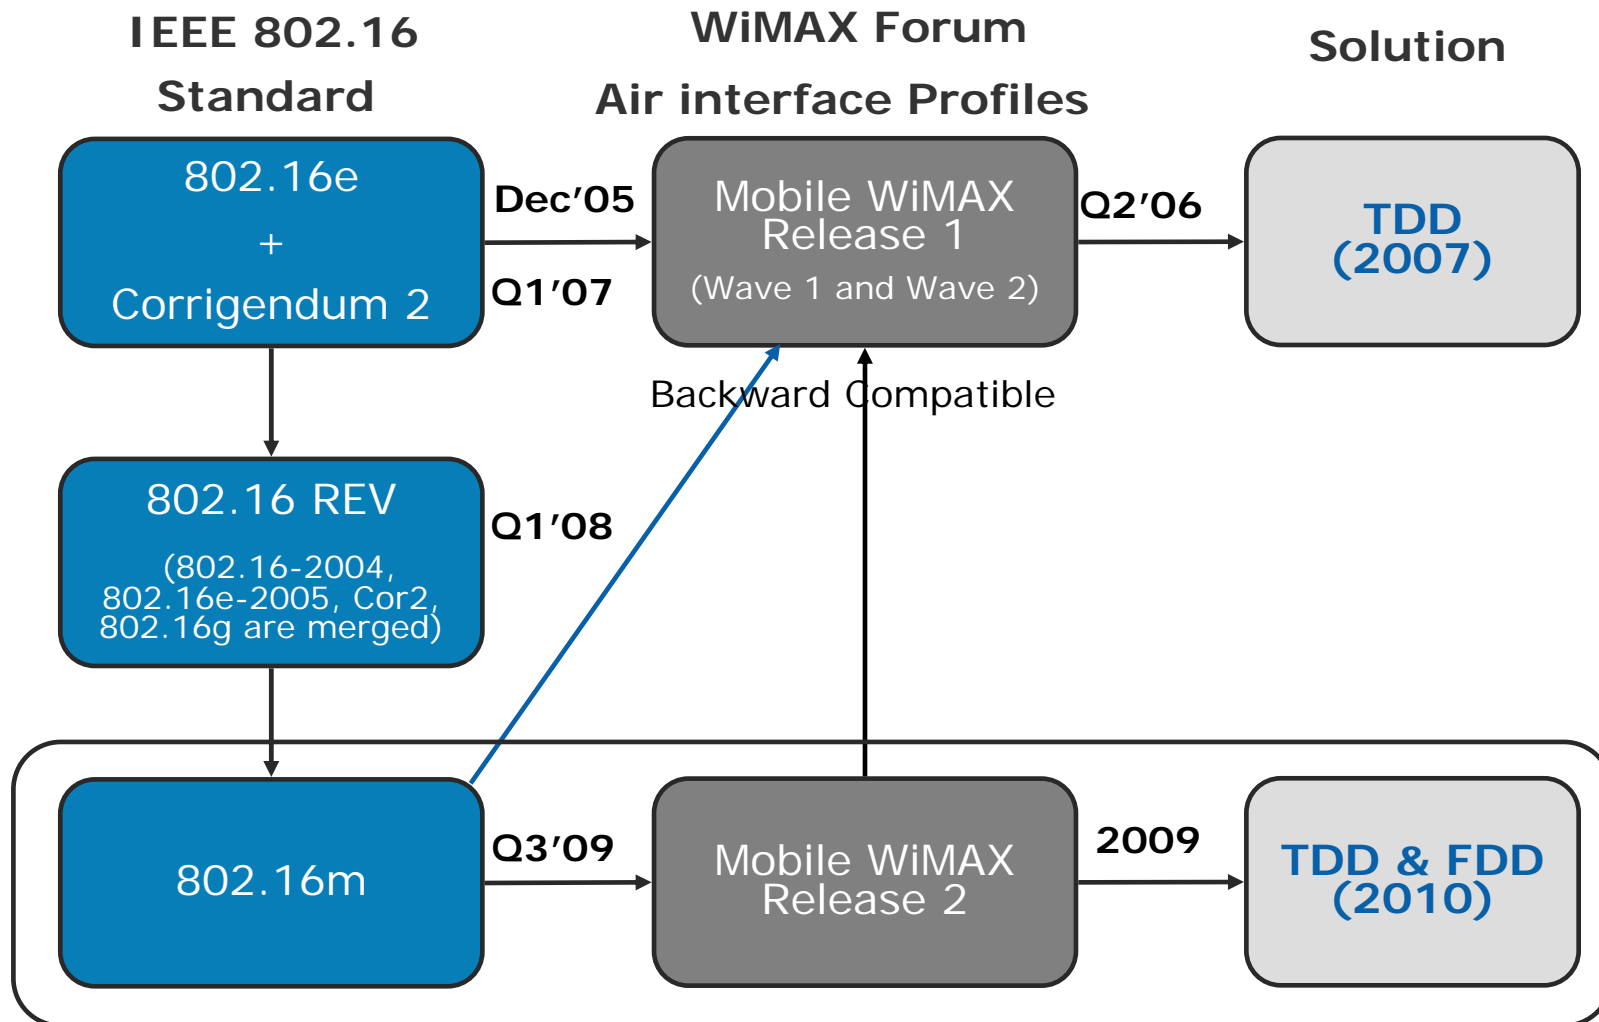 IEEE 802.16
Standard
WiMAX Forum
Air interface Profiles
Solution
802.16e
+
Corrigendum 2
Dec'05
Q1'07
Mobile WiMAX
Release 1
(Wave 1 and Wave 2)
Q2'06
TDD
(2007)
Backward Compatible
802.16 REV
(802.16-2004,
802.16e-2005, Cor2,
802.16g are merged)
Q1'08
802.16m
Q3'09
Mobile WiMAX
Release 2
2009
TDD & FDD
(2010)